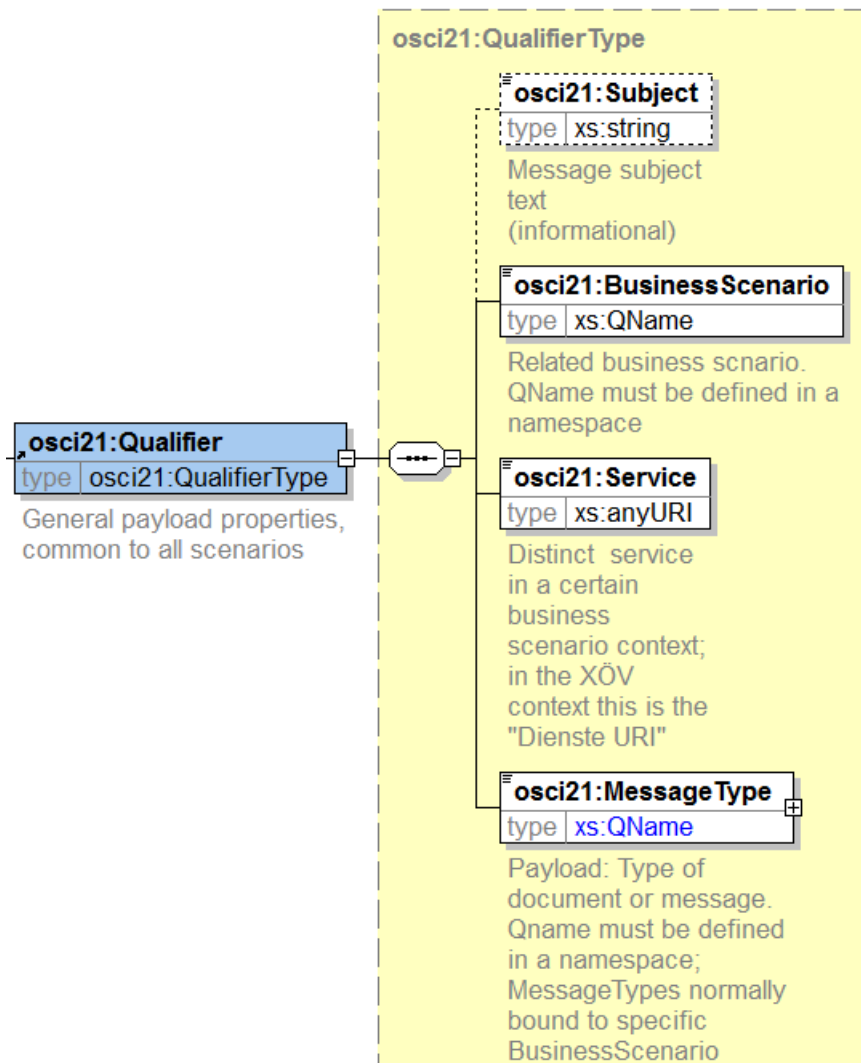 osci21:QualifierType
osci21:Subject
type xs:string
Message subject
text
(informational)
osci21:BusinessScenario
type xs:QName
Related business scnario.
QName must be defined in a
namespace
osci21:Qualifier
type osci21:QualifierType
General payload properties,
common to all scenarios
osci21:Service
type xs:anyURI
Distinct service
in a certain
business
scenario context;
in the XÖV
context this is the
"Dienste URI"
osci21:MessageType
type xs:QName
Payload: Type of
document or message.
Qname must be defined
in a namespace;
MessageTypes normally
bound to specific
BusinessScenario